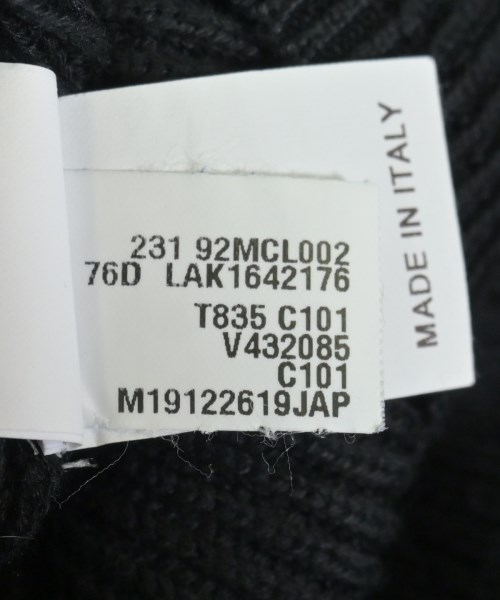 231 92MCL002
76D LAK1642176
T835 C101
V432085
C101
M19122619JAP
MADE IN ITALY